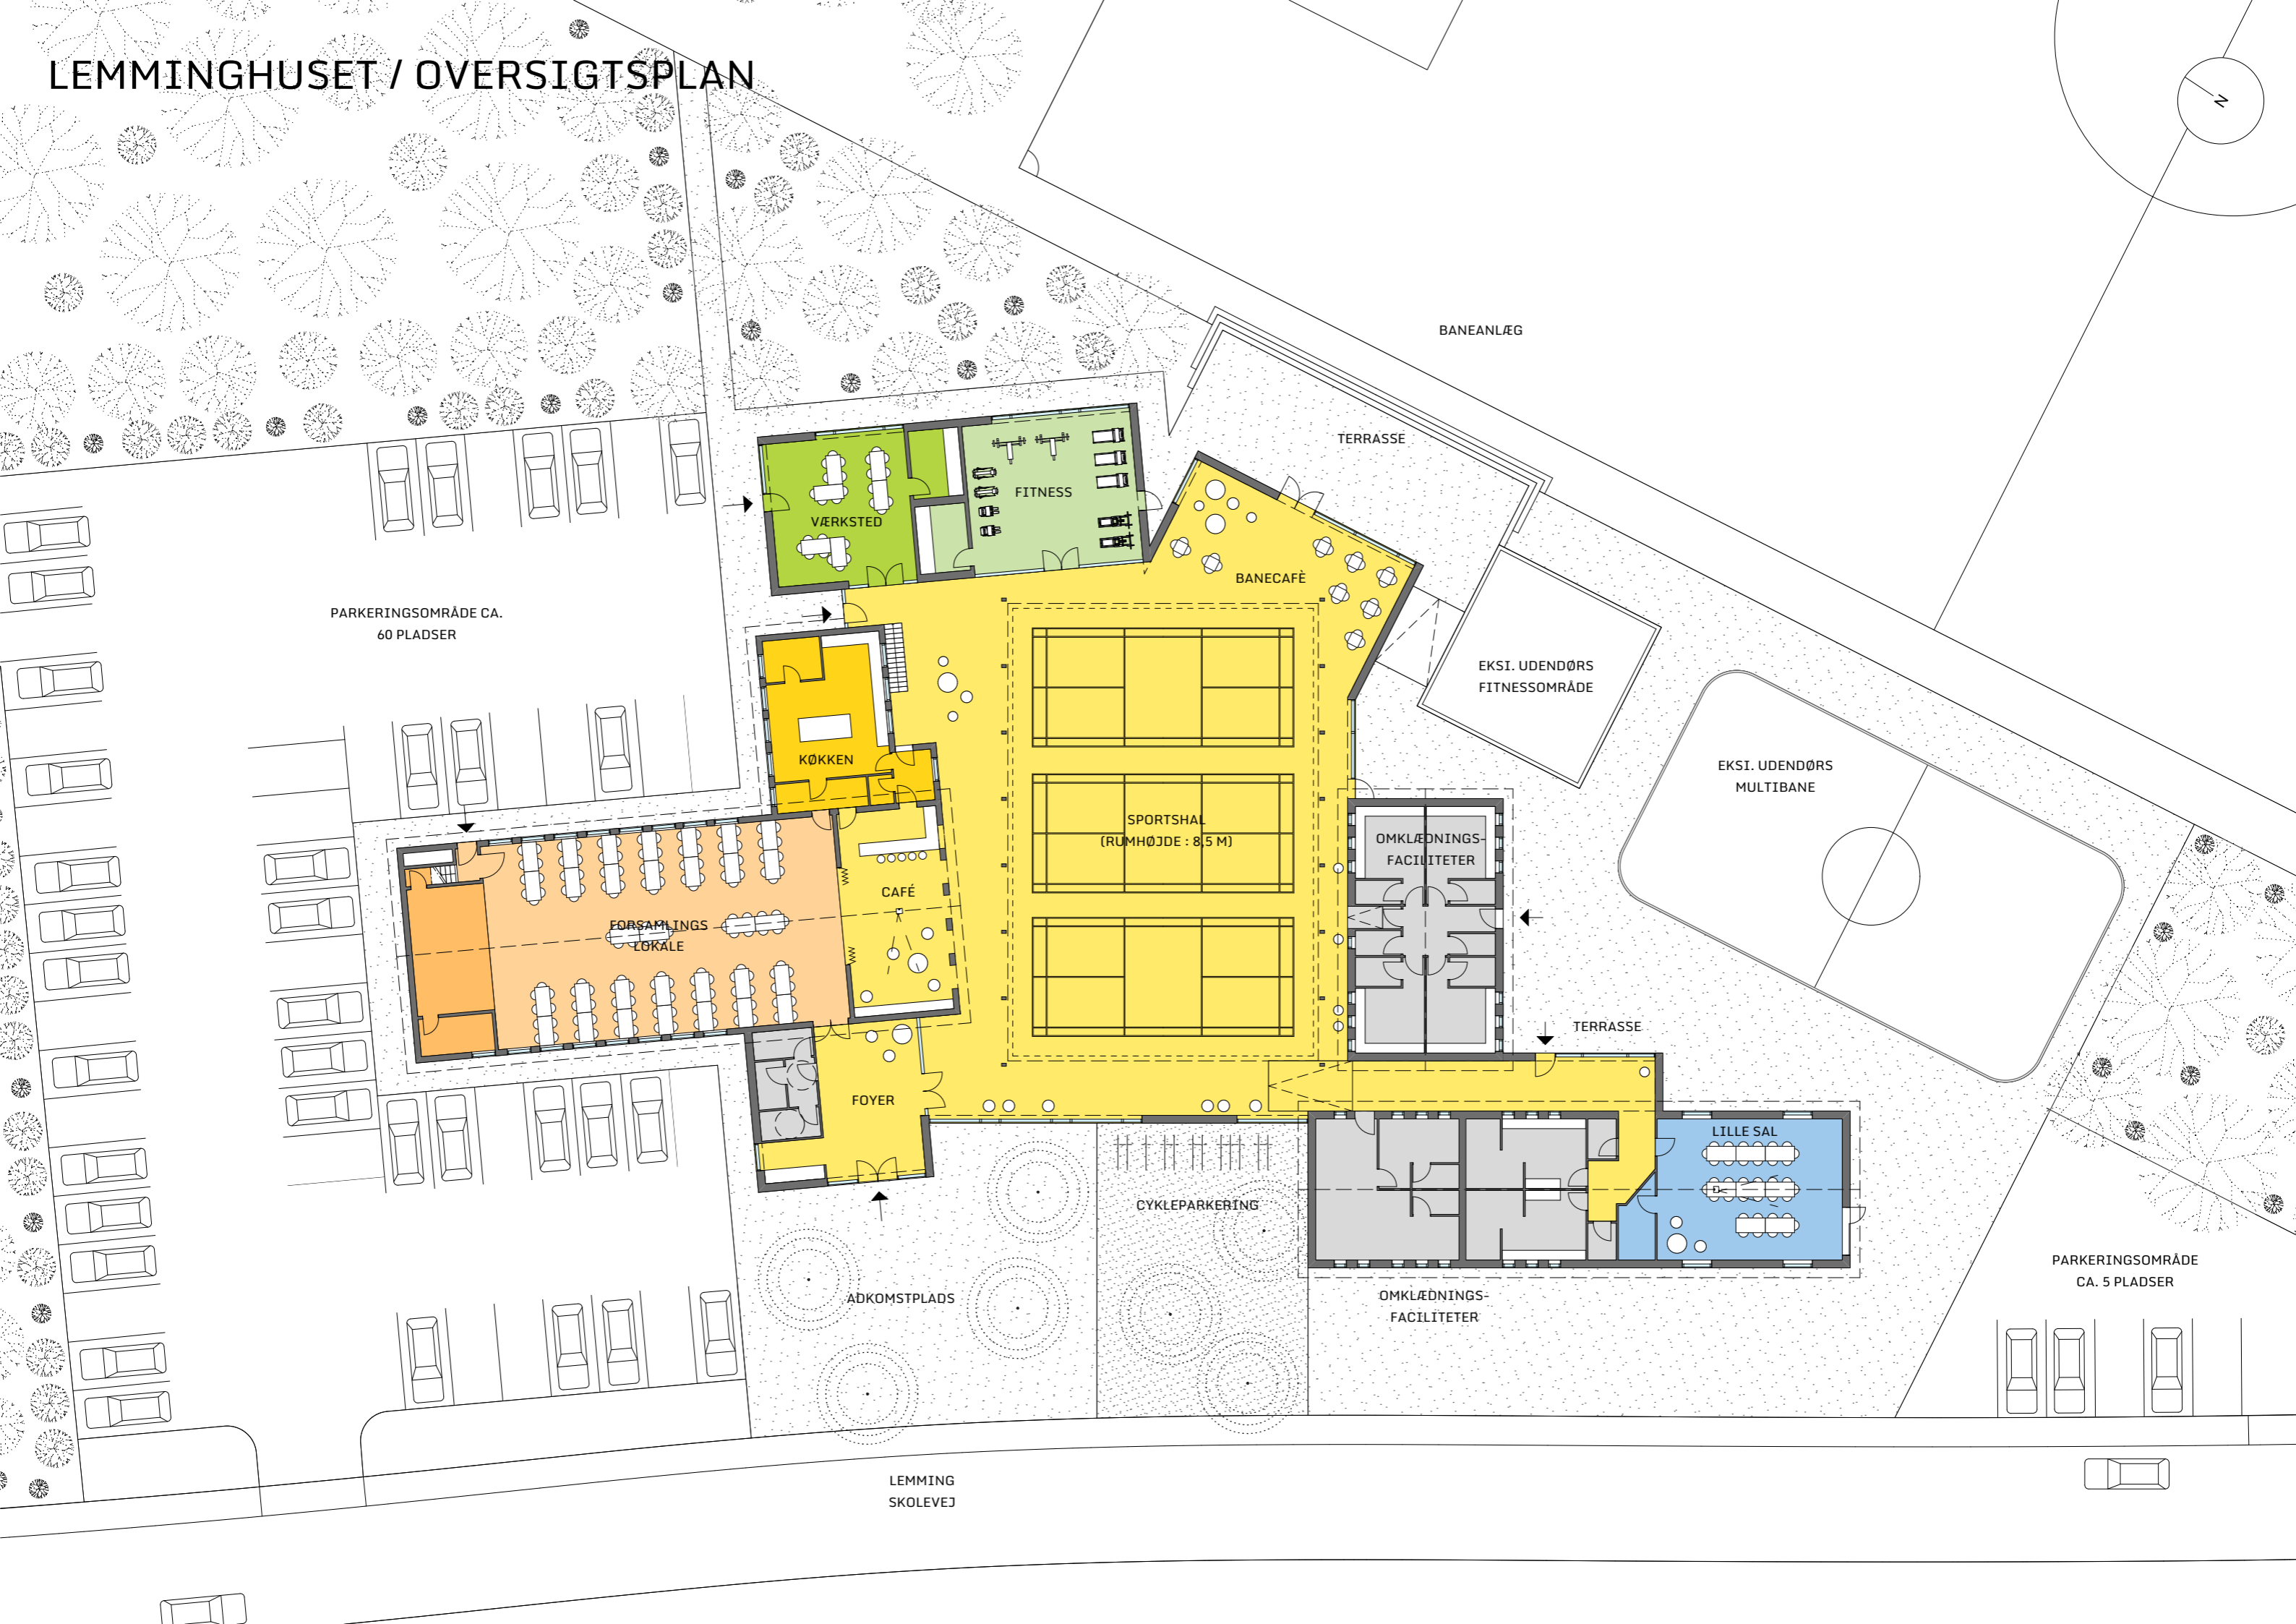 LEMMINGHUSET / OVERSIGTSPLAN
N
BANEANLÆG
TERRASSE
FITNESS
VÆRKSTED
BANECAFÈ
PARKERINGSOMRÅDE CA.
60 PLADSER
EKSI. UDENDØRS
FITNESSOMRÅDE
KØKKEN
EKSI. UDENDØRS
MULTIBANE
SPORTSHAL
(RUMHØJDE : 8,5 M)
OMKLÆDNINGS-
FACILITETER
CAFÉ
FORSAMLINGS
LOKALE
TERRASSE
FOYER
LILLE SAL
CYKLEPARKERING
PARKERINGSOMRÅDE
CA. 5 PLADSER
ADKOMSTPLADS
OMKLÆDNINGS-
FACILITETER
LEMMING
SKOLEVEJ